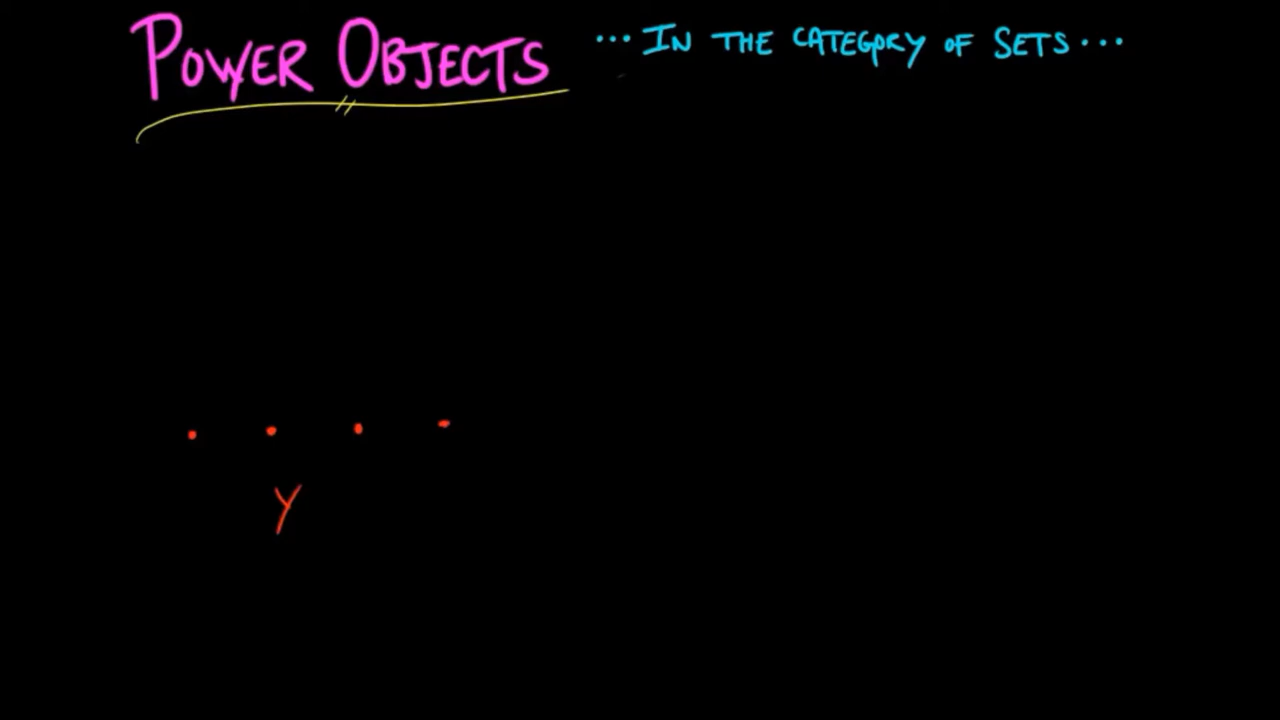 POWER OBJECTS ... IN THE CATEGORY OF SETS ...
Y